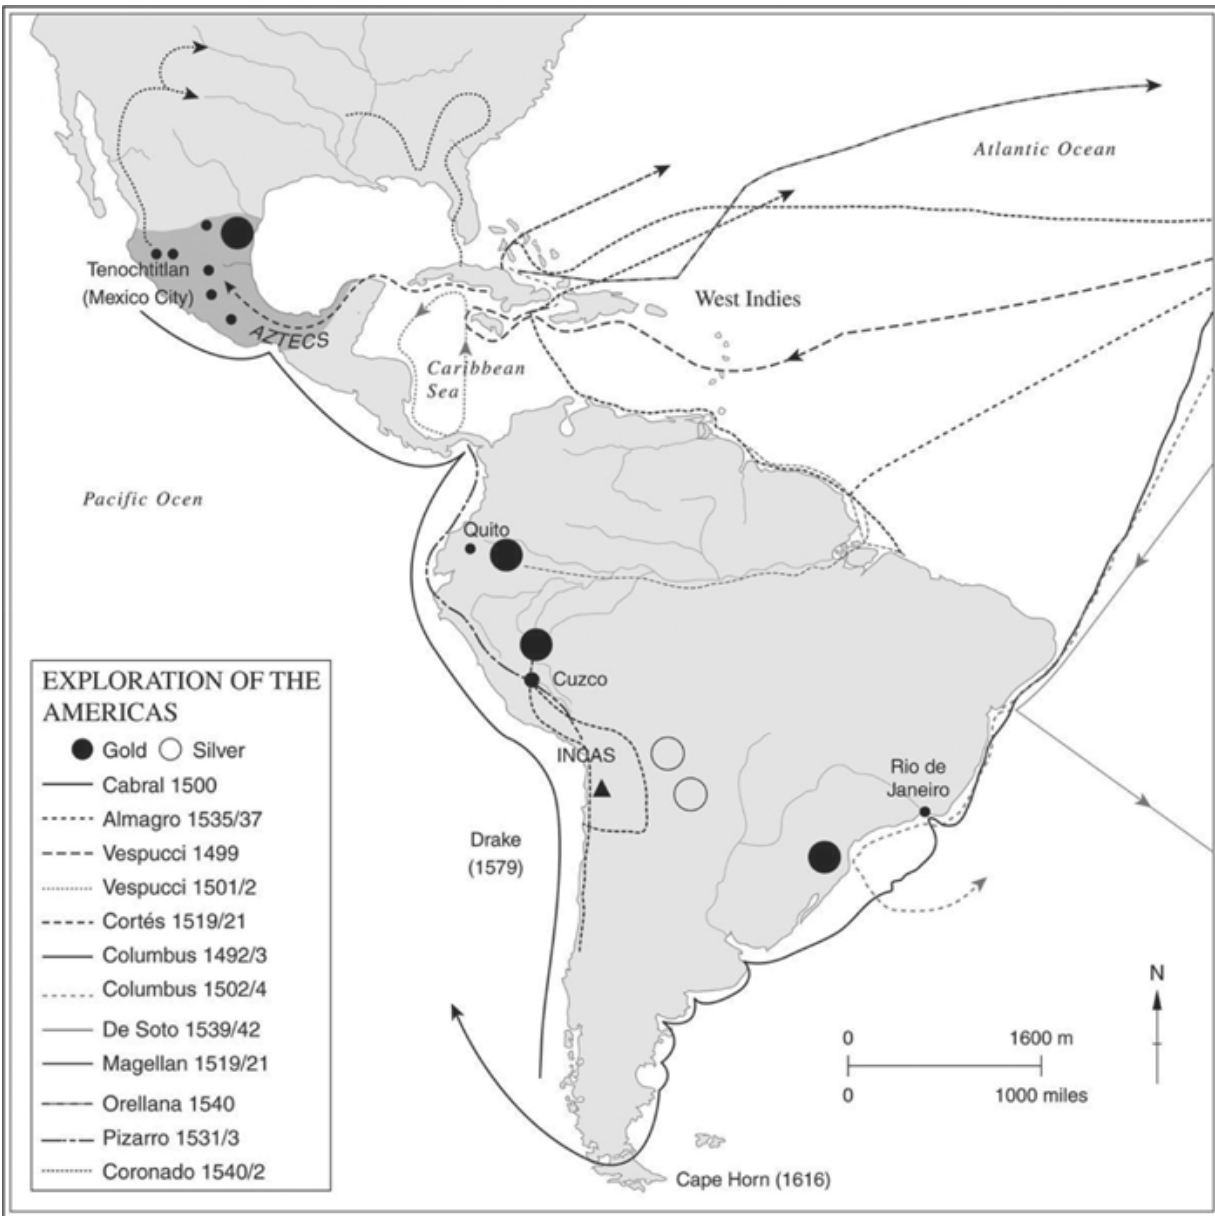 Atlantic Ocean
Tenochtitlan
(Mexico City)
AZTECS
West Indies
Caribbean
Sea
Pacific Ocen
Quito
Cuzco
INCAS
Rio de
Janeiro
Drake
(1579)
EXPLORATION OF THE
AMERICAS
Gold Silver
Cabral 1500
Almagro 1535/37
Vespucci 1499
Vespucci 1501/2
Cortés 1519/21
Columbus 1492/3
Columbus 1502/4
De Soto 1539/42
Magellan 1519/21
Orellana 1540
Pizarro 1531/3
Coronado 1540/2
N
0 1600 m
0 1000 miles
Cape Horn (1616)